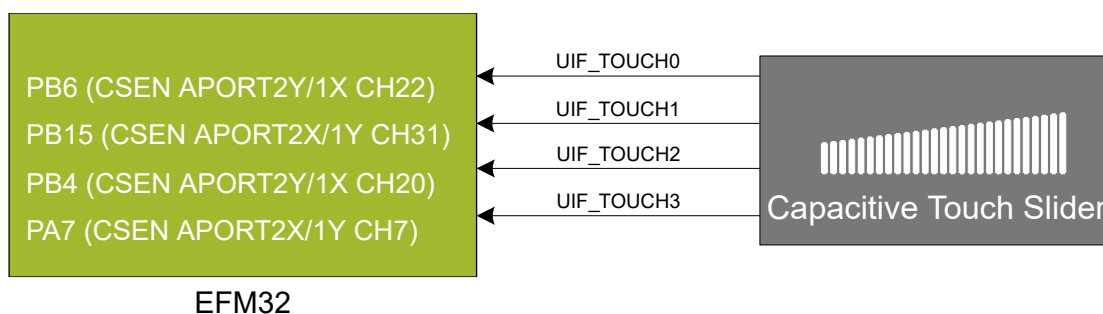 PB6 (CSEN APORT2Y/1X CH22)
PB15 (CSEN APORT2X/1Y CH31)
PB4 (CSEN APORT2Y/1X CH20)
PA7 (CSEN APORT2X/1Y CH7)
EFM32
UIF_TOUCH0
UIF_TOUCH1
UIF_TOUCH2
UIF_TOUCH3
Capacitive Touch Slider